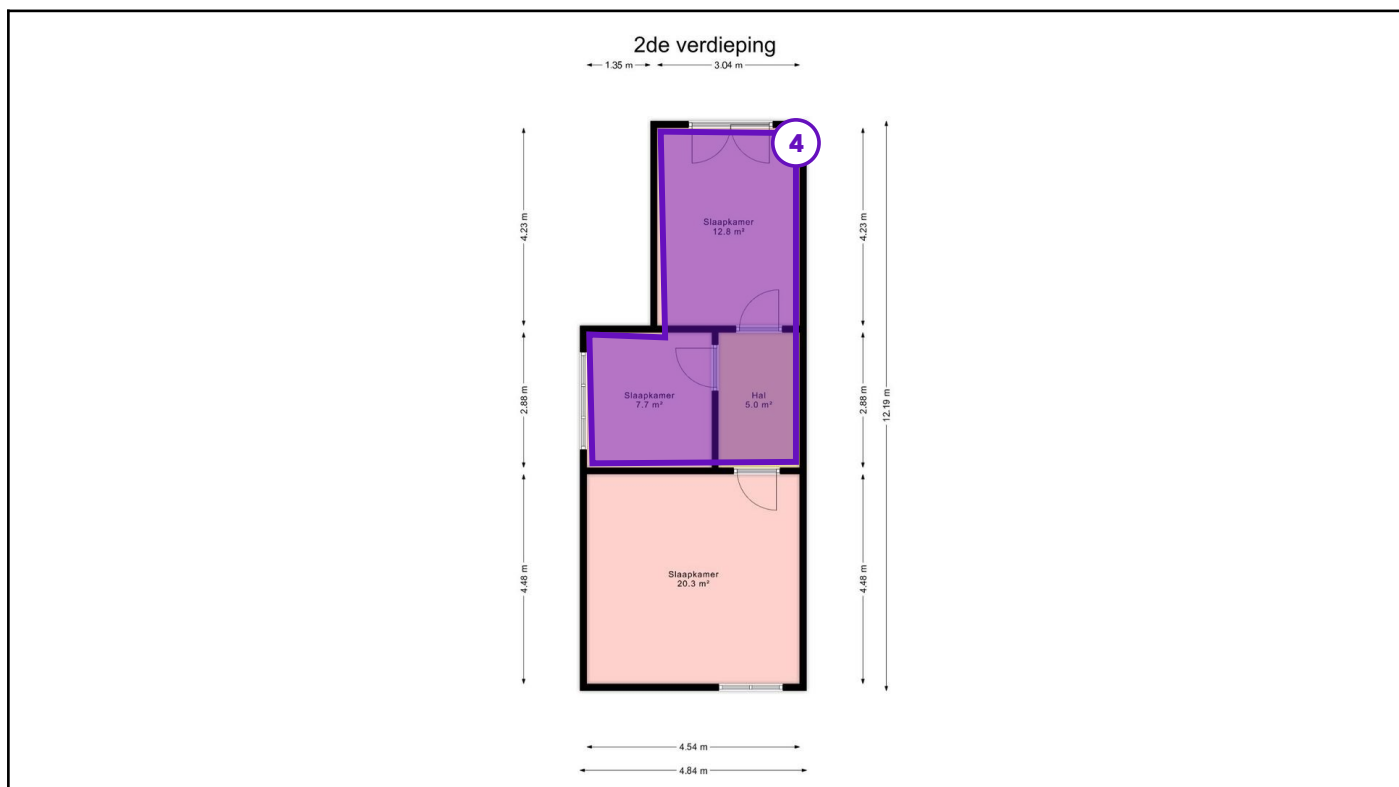 2de verdieping
1.35 m
3.04 m
4
4.23 m
Slaapkamer
12.8 m²
4.23 m
2.88 m
Slaapkamer
7.7 m²
Hal
5.0 m²
2.88 m
12.19 m
4.48 m
Slaapkamer
20.3 m²
4.48 m
4.54 m
4.84 m